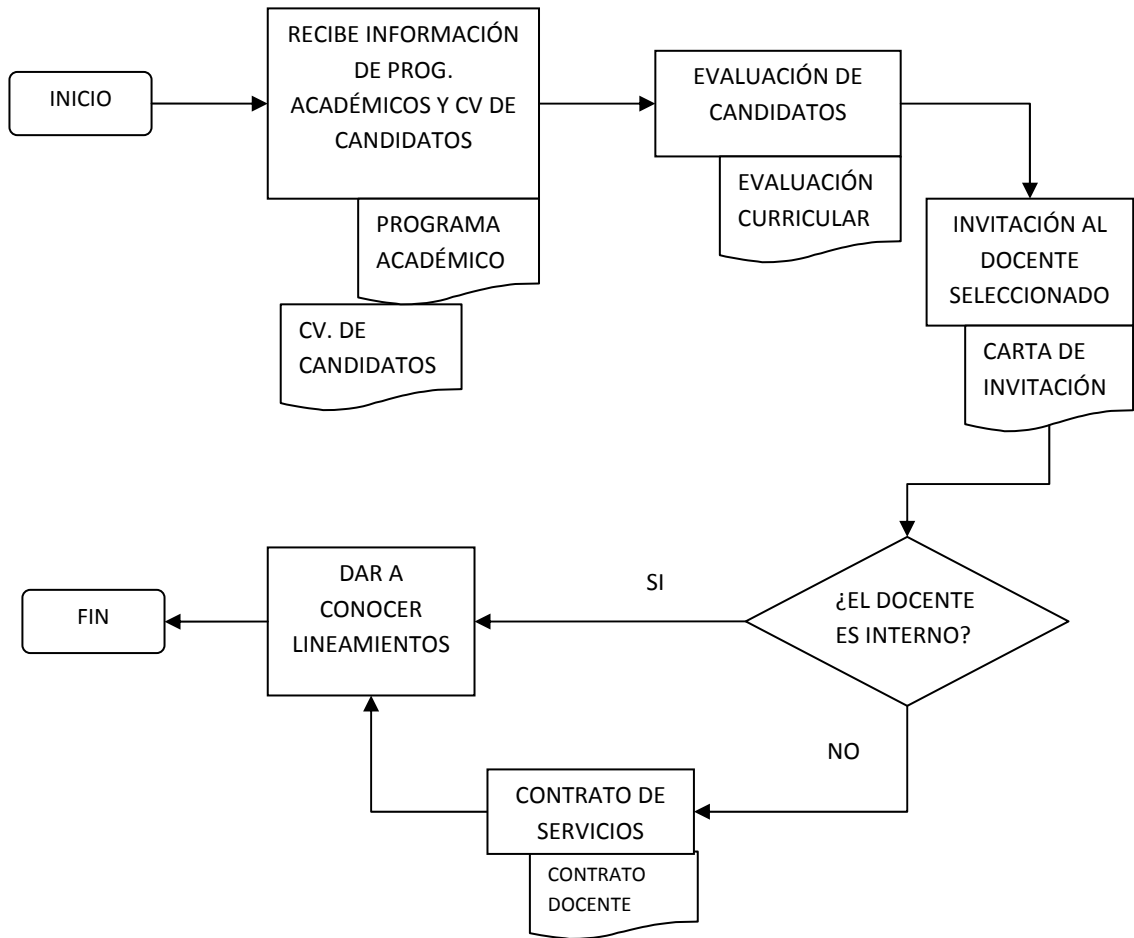 INICIO
RECIBE INFORMACIÓN
DE PROG.
ACADÉMICOS Y CV DE
CANDIDATOS
PROGRAMA
ACADÉMICO
CV. DE
CANDIDATOS
EVALUACIÓN DE
CANDIDATOS
EVALUACIÓN
CURRICULAR
INVITACIÓN AL
DOCENTE
SELECCIONADO
CARTA DE
INVITACIÓN
¿EL DOCENTE
ES INTERNO?
SI
NO
CONTRATO DE
SERVICIOS
CONTRATO
DOCENTE
DAR A
CONOCER
LINEAMIENTOS
FIN